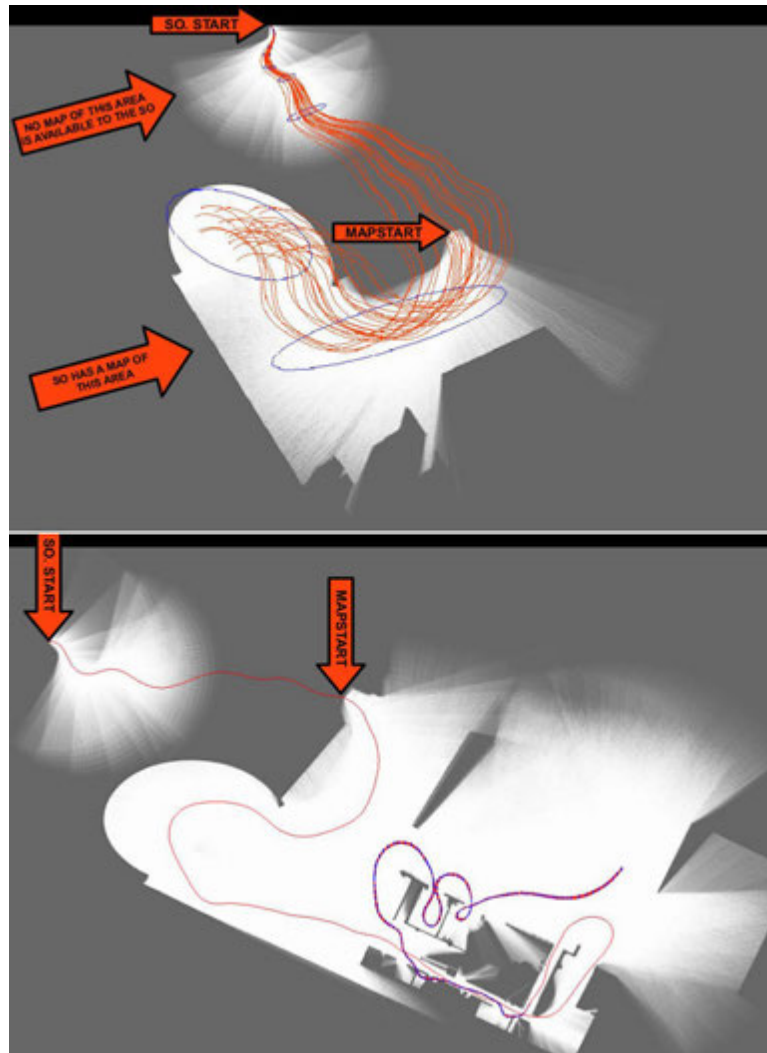 SO. START
NO MAP OF THIS AREA
IS AVAILABLE TO THE SO
MAPSTART
SO HAS A MAP OF
THIS AREA
SO. START
MAPSTART